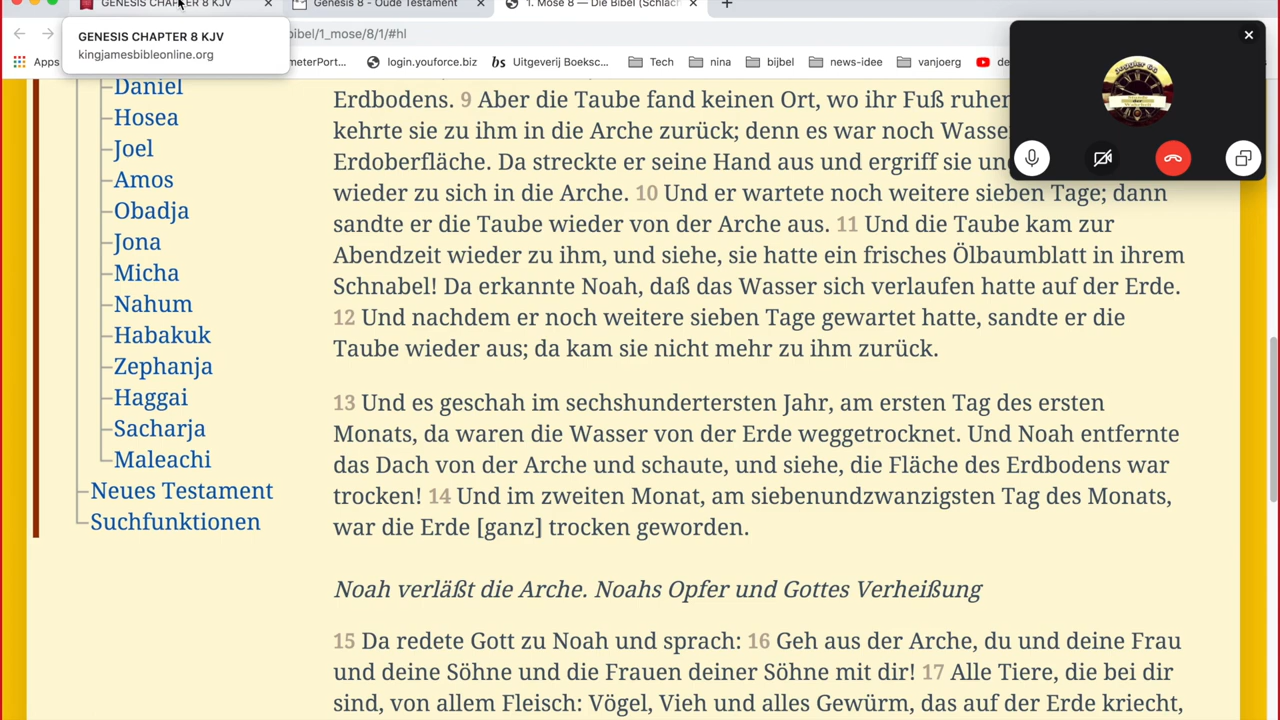 GENESIS CHAPTER 8 KJV
Genesis 8 - Oude Testament
1. Mose 8 — Die Bibel (Schlach
GENESIS CHAPTER 8 KJV
kingjamesbibleonline.org
bibel/1_mose/8/1/#hl
Apps
meterPort...
login.youforce.biz
bs Uitgeverij Boeksc...
Tech
nina
bijbel
news-idee
vanjoerg
de
Juggler 66
Daniel
Hosea
Joel
Amos
Obadja
Jona
Micha
Nahum
Habakuk
Zephanja
Haggai
Sacharja
Maleachi
Neues Testament
Suchfunktionen
Erdbodens. 9 Aber die Taube fand keinen Ort, wo ihr Fuß ruhen
kehrte sie zu ihm in die Arche zurück; denn es war noch Wasse
Erdoberfläche. Da streckte er seine Hand aus und ergriff sie und
wieder zu sich in die Arche. 10 Und er wartete noch weitere sieben Tage; dann
sandte er die Taube wieder von der Arche aus. 11 Und die Taube kam zur
Abendzeit wieder zu ihm, und siehe, sie hatte ein frisches Ölbaumblatt in ihrem
Schnabel! Da erkannte Noah, daß das Wasser sich verlaufen hatte auf der Erde.
12 Und nachdem er noch weitere sieben Tage gewartet hatte, sandte er die
Taube wieder aus; da kam sie nicht mehr zu ihm zurück.
13 Und es geschah im sechshundertersten Jahr, am ersten Tag des ersten
Monats, da waren die Wasser von der Erde weggetrocknet. Und Noah entfernte
das Dach von der Arche und schaute, und siehe, die Fläche des Erdbodens war
trocken! 14 Und im zweiten Monat, am siebenundzwanzigsten Tag des Monats,
war die Erde [ganz] trocken geworden.
Noah verläßt die Arche. Noahs Opfer und Gottes Verheißung
15 Da redete Gott zu Noah und sprach: 16 Geh aus der Arche, du und deine Frau
und deine Söhne und die Frauen deiner Söhne mit dir! 17 Alle Tiere, die bei dir
sind, von allem Fleisch: Vögel, Vieh und alles Gewürm, das auf der Erde kriecht,